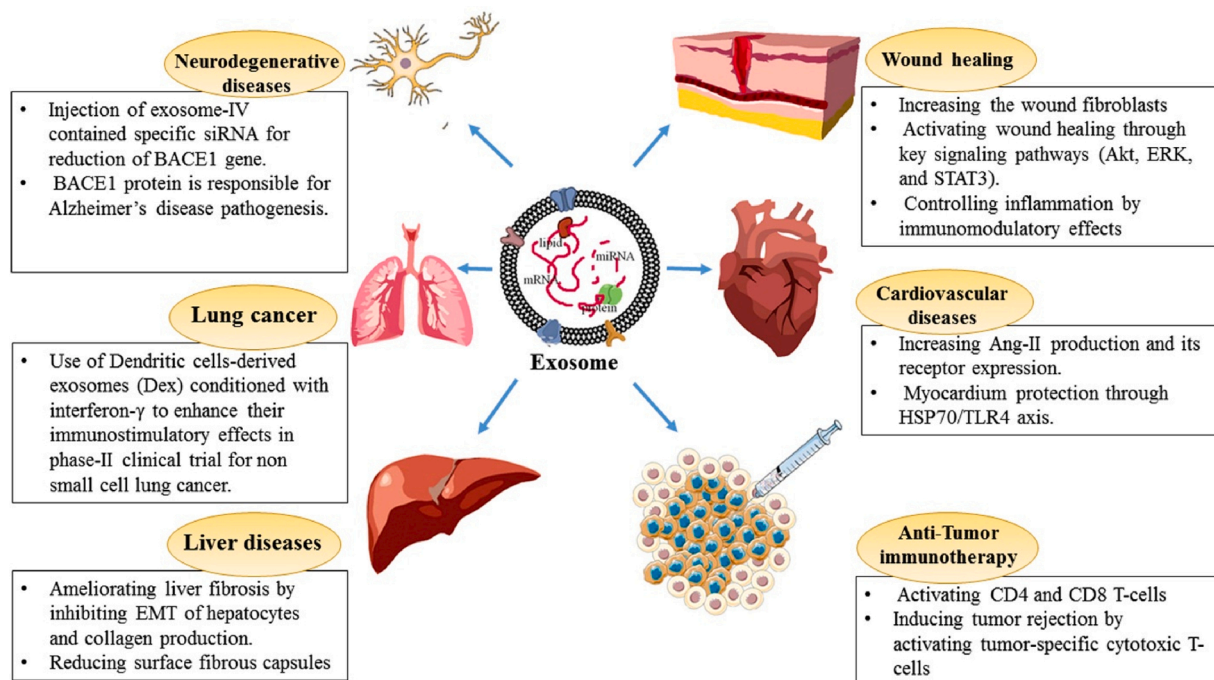 Neurodegenerative
diseases
• Injection of exosome-IV
contained specific siRNA for
reduction of BACE1 gene.
• BACE1 protein is responsible for
Alzheimer’s disease pathogenesis.
Lung cancer
• Use of Dendritic cells-derived
exosomes (Dex) conditioned with
interferon-γ to enhance their
immunostimulatory effects in
phase-II clinical trial for non
small cell lung cancer.
Liver diseases
• Ameliorating liver fibrosis by
inhibiting EMT of hepatocytes
and collagen production.
• Reducing surface fibrous capsules
lipid
miRNA
mRNA
protein
Exosome
Wound healing
• Increasing the wound fibroblasts
• Activating wound healing through
key signaling pathways (Akt, ERK,
and STAT3).
• Controlling inflammation by
immunomodulatory effects
Cardiovascular
diseases
• Increasing Ang-II production and its
receptor expression.
• Myocardium protection through
HSP70/TLR4 axis.
Anti-Tumor
immunotherapy
• Activating CD4 and CD8 T-cells
• Inducing tumor rejection by
activating tumor-specific cytotoxic T-
cells